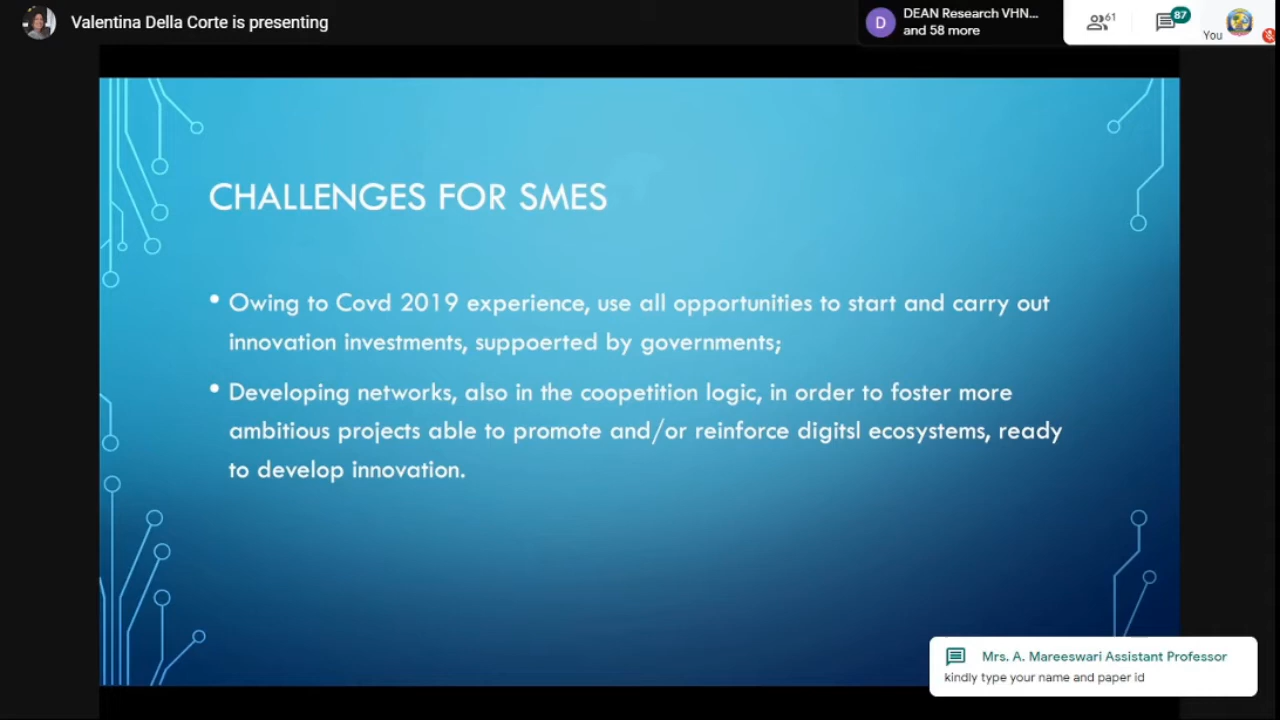 Valentina Della Corte is presenting
D
DEAN Research VHN...
and 58 more
61
87
You
CHALLENGES FOR SMES
• Owing to Covd 2019 experience, use all opportunities to start and carry out
innovation investments, suppoerted by governments;
• Developing networks, also in the coopetition logic, in order to foster more
ambitious projects able to promote and/or reinforce digitsl ecosystems, ready
to develop innovation.
Mrs. A. Mareeswari Assistant Professor
kindly type your name and paper id